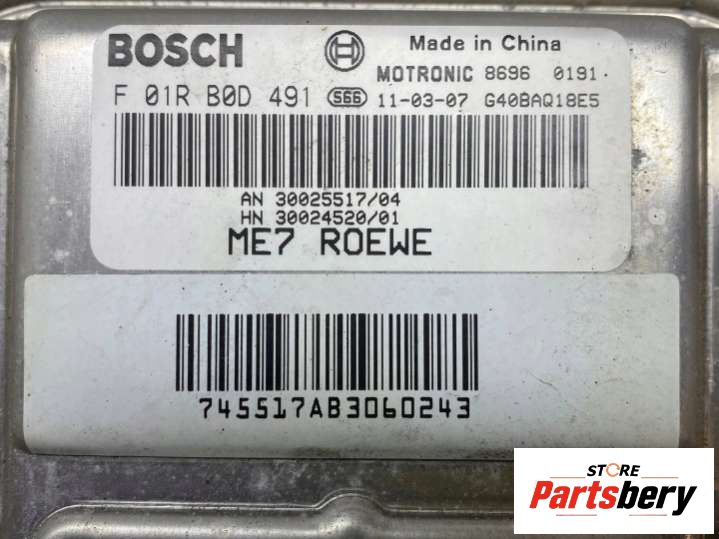 BOSCH Made in China
MOTRONIC 8696 0191.
F 01R B0D 491 S66 11-03-07 G40BAQ18E5
AN 30025517/04
HN 30024520/01
ME7 ROEWE
745517AB3060243
STORE
Partsbery